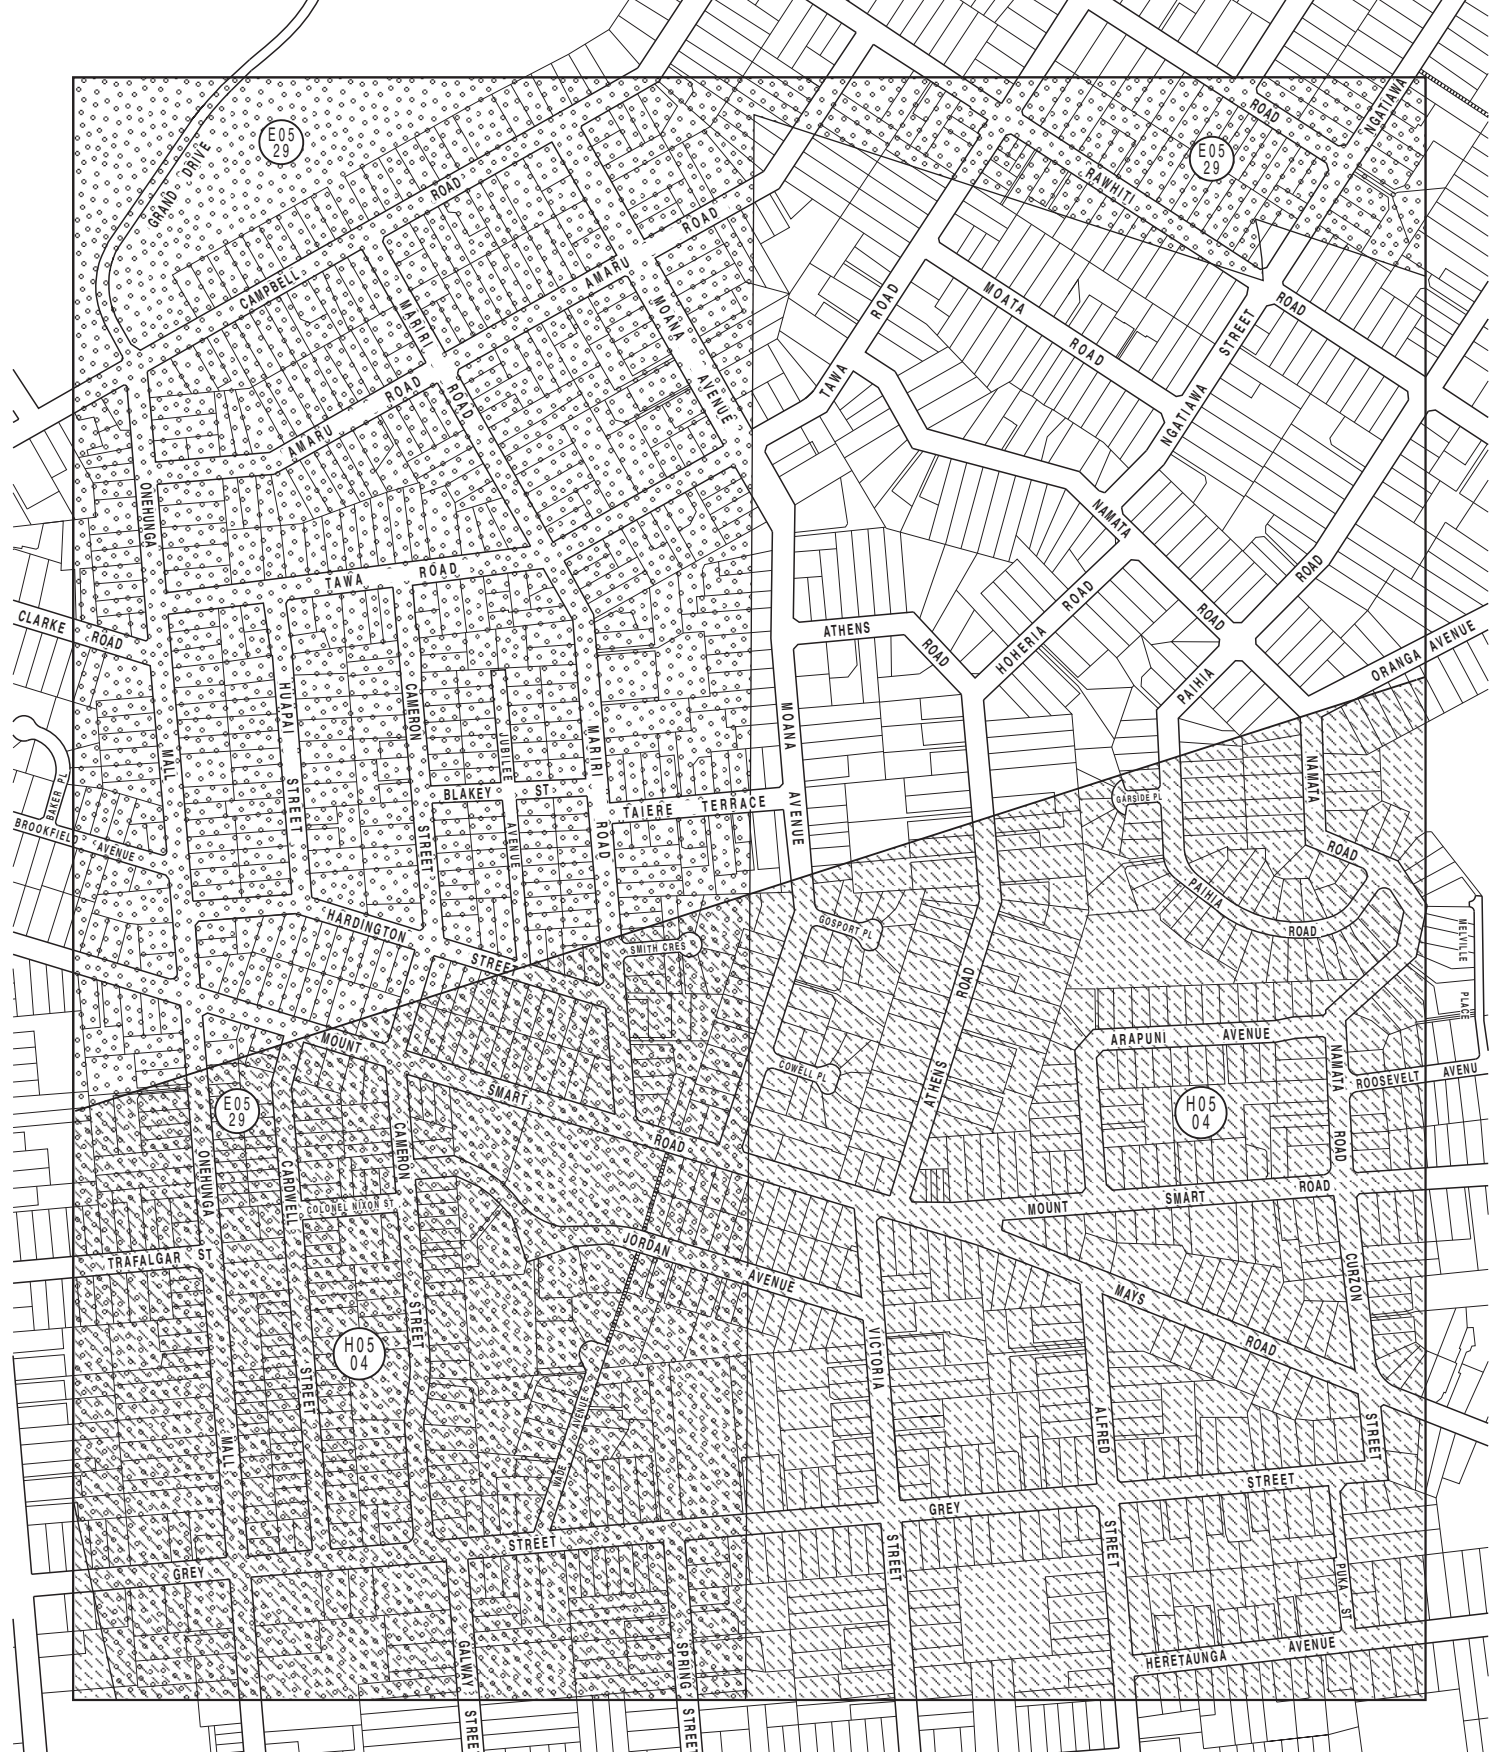 ROAD
NGATIAWA
E05
29
E05
29
GRAND DRIVE
RAWHITI
ROAD
ROAD
CAMPBELL
AMARU
MOANA
AVENUE
MARIRI
ROAD
ROAD
MOATA
ROAD
ROAD
STREET
TAWA
NGATIAWA
AMARU
ROAD
ONEHUNGA
NAMATA
ROAD
TAWA
ROAD
ROAD
CLARKE
ROAD
ATHENS
ROAD
HOHERIA
ROAD
ORANGA AVENUE
PAIHIA
HUAPAI
STREET
CAMERON
STREET
JUBILEE
AVENUE
MARIRI
ROAD
MOANA
AVENUE
MALL
NAMATA
ROAD
BAKER PL
BLAKEY ST
TAIERE TERRACE
GARSIDE PL
BROOKFIELD AVENUE
PAIHIA
ROAD
HARDINGTON
STREET
SMITH CRES
GOSPORT PL
MELVILLE
PLACE
ATHENS
ROAD
MOUNT
SMART
ROAD
COWELL PL
ARAPUNI AVENUE
NAMATA
ROAD
ROOSEVELT AVENU
E05
29
H05
04
ONEHUNGA
CARDWELL
STREET
CAMERON
STREET
COLONEL NIXON ST
MOUNT
SMART
ROAD
TRAFALGAR ST
JORDAN
AVENUE
CURZON
STREET
MAYS
ROAD
H05
04
VICTORIA
STREET
MALL
WADE AVENUE
ALFRED
STREET
GREY
STREET
STREET
GREY
PUKA ST
HERETAUNGA
AVENUE
GALWAY
STREE
SPRING
STREET